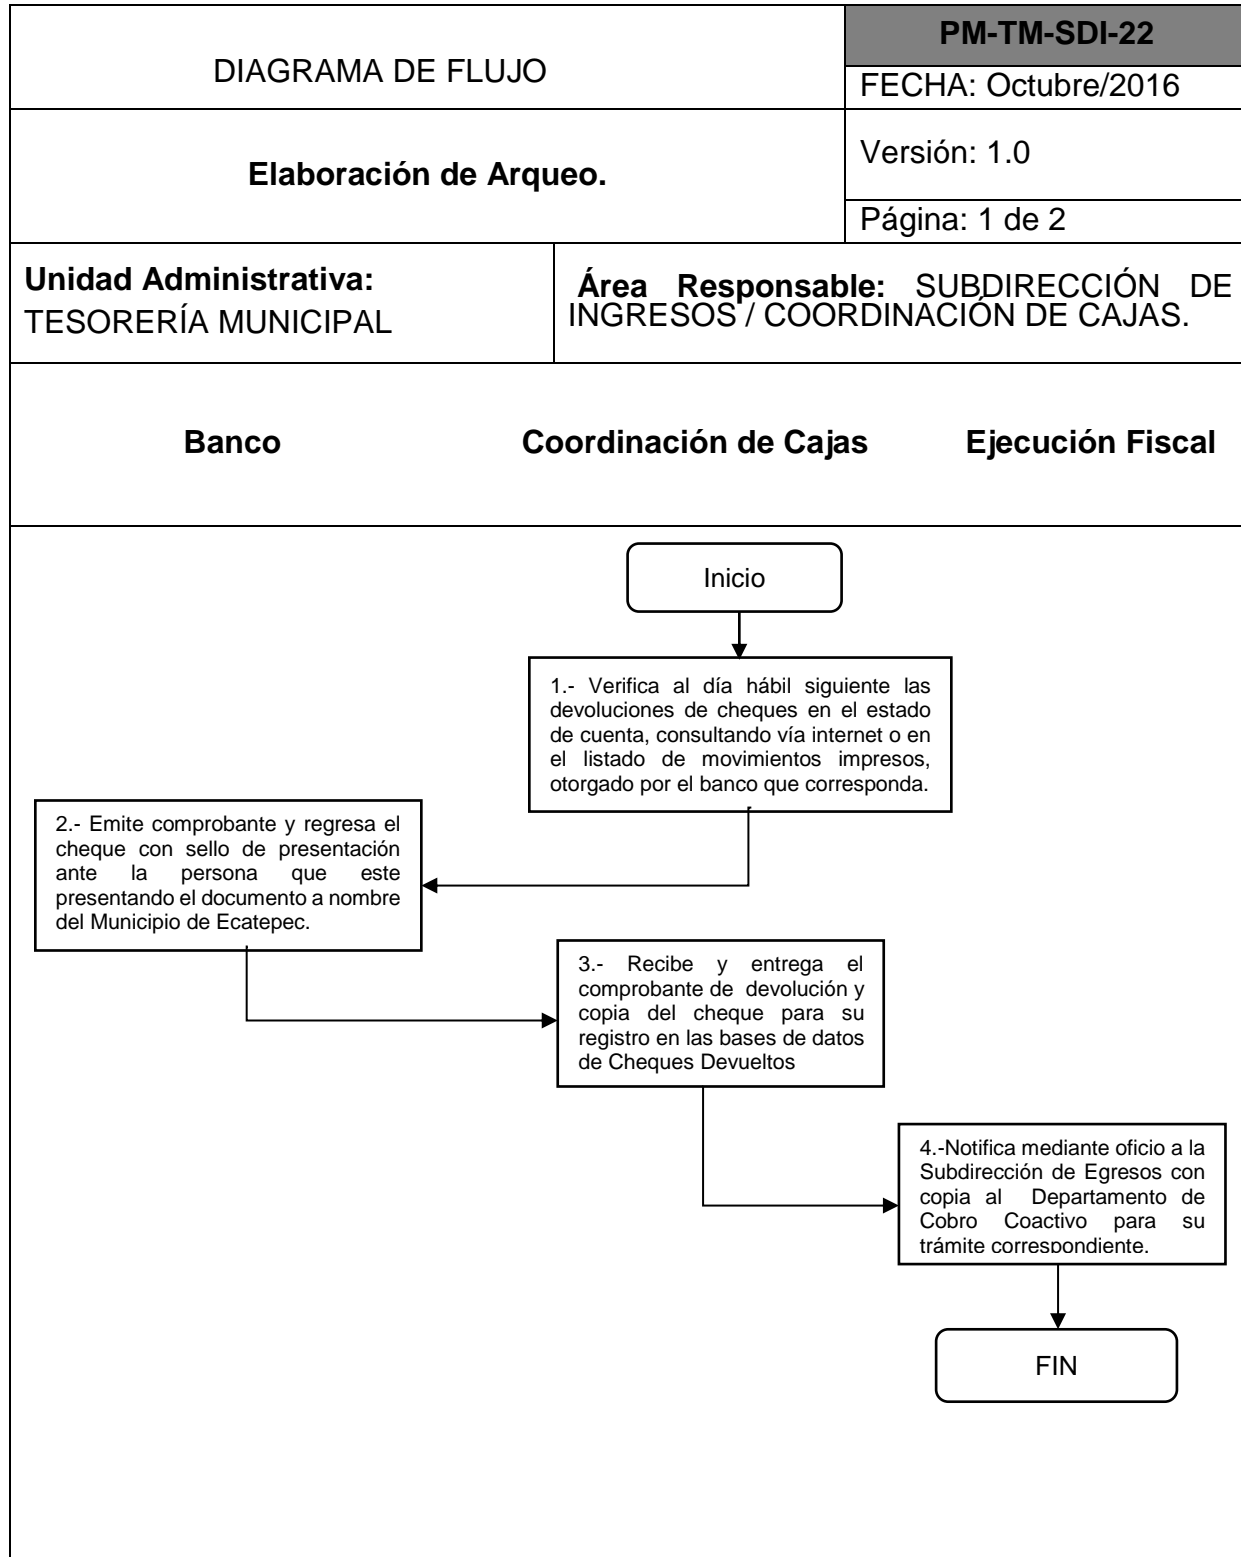 DIAGRAMA DE FLUJO
PM-TM-SDI-22
FECHA: Octubre/2016
Elaboración de Arqueo.
Versión: 1.0
Página: 1 de 2
Unidad Administrativa:
TESORERÍA MUNICIPAL
Área Responsable: SUBDIRECCIÓN DE
INGRESOS / COORDINACIÓN DE CAJAS.
Banco
Coordinación de Cajas
Ejecución Fiscal
Inicio
1.- Verifica al día hábil siguiente las
devoluciones de cheques en el estado
de cuenta, consultando vía internet o en
el listado de movimientos impresos,
otorgado por el banco que corresponda.
2.- Emite comprobante y regresa el
cheque con sello de presentación
ante la persona que este
presentando el documento a nombre
del Municipio de Ecatepec.
3.- Recibe y entrega el
comprobante de devolución y
copia del cheque para su
registro en las bases de datos
de Cheques Devueltos
4.-Notifica mediante oficio a la
Subdirección de Egresos con
copia al Departamento de
Cobro Coactivo para su
trámite correspondiente.
FIN